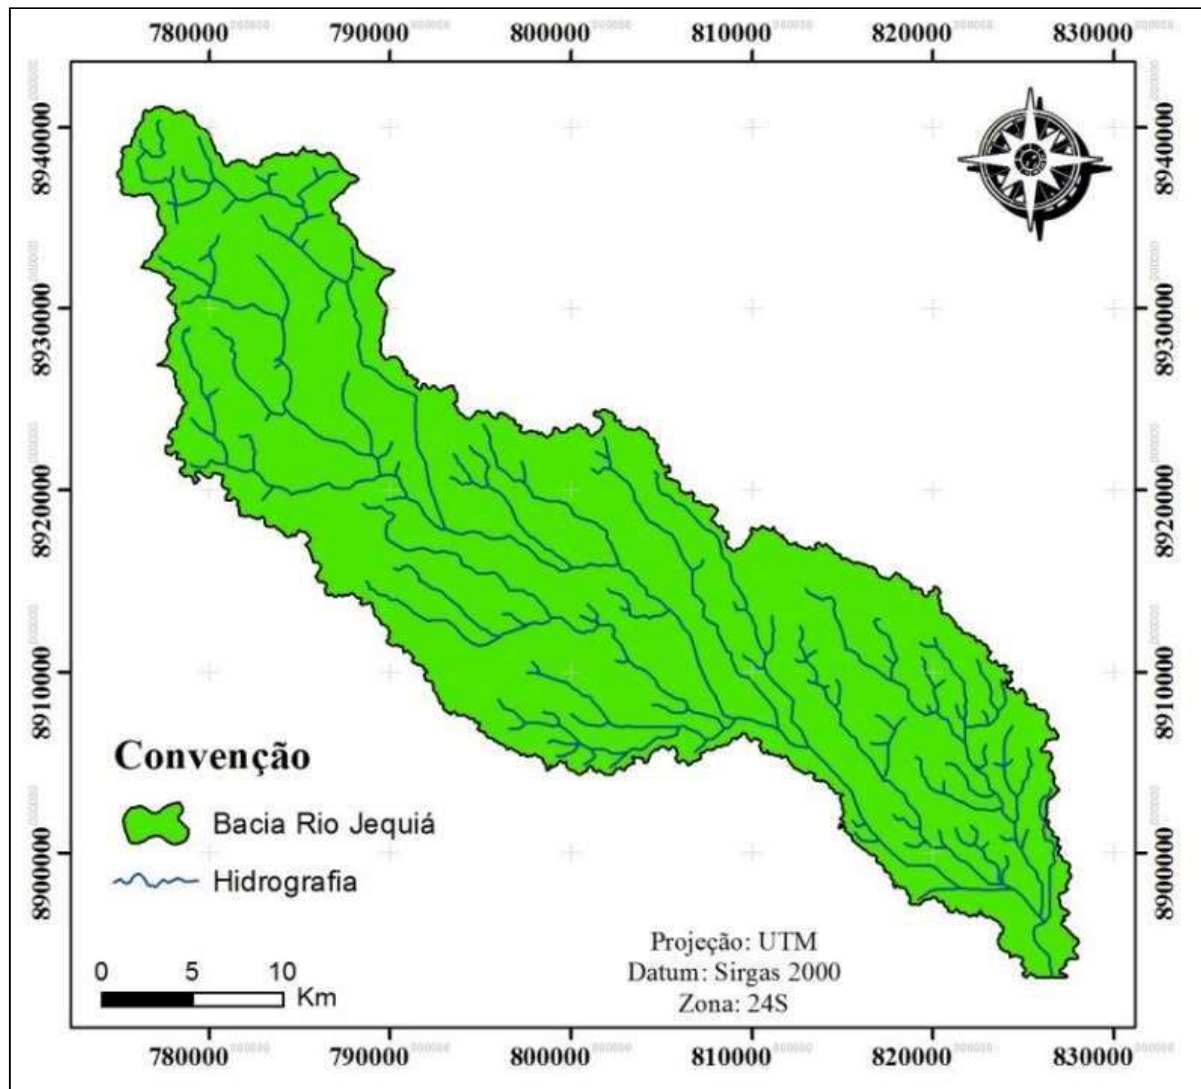 780000 790000 800000 810000 820000 830000
8940000 8940000
8930000 8930000
8920000 8920000
8910000 8910000
8900000 8900000
Convenção
Bacia Rio Jequiá
Hidrografia
0 5 10
Km
Projeção: UTM
Datum: Sirgas 2000
Zona: 24S
780000 790000 800000 810000 820000 830000